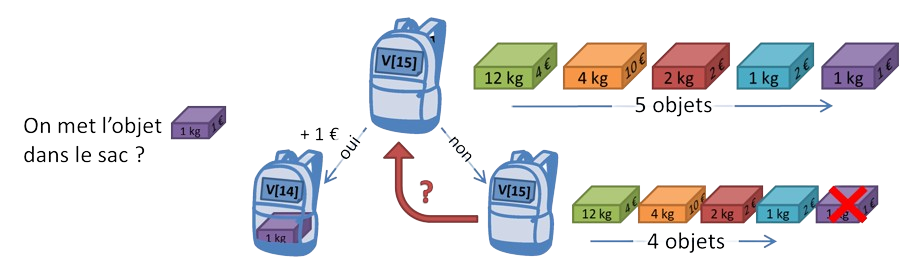 V[15]
12 kg 4 € 4 kg 10 € 2 kg 2 € 1 kg 2 € 1 kg 1 €
5 objets
On met l'objet 1 kg 1 €
dans le sac ?
+ 1 €
oui
non
V[14]
1 kg
?
V[15]
12 kg 4 € 4 kg 10 € 2 kg 2 € 1 kg 2 € 1 €
4 objets